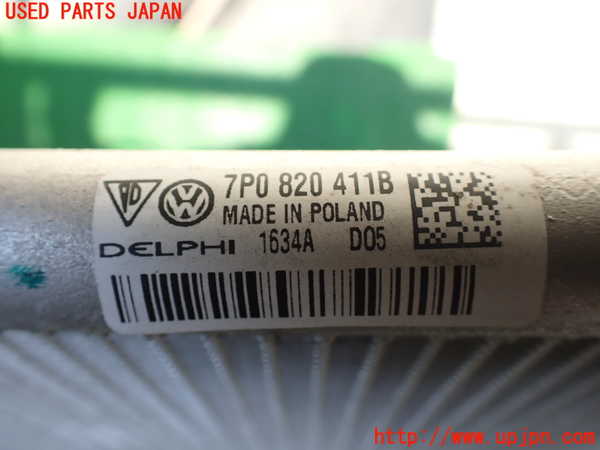 USED PARTS JAPAN
7P0 820 411B
MADE IN POLAND
DELPHI 1634A D05
http://www.upjpn.com/